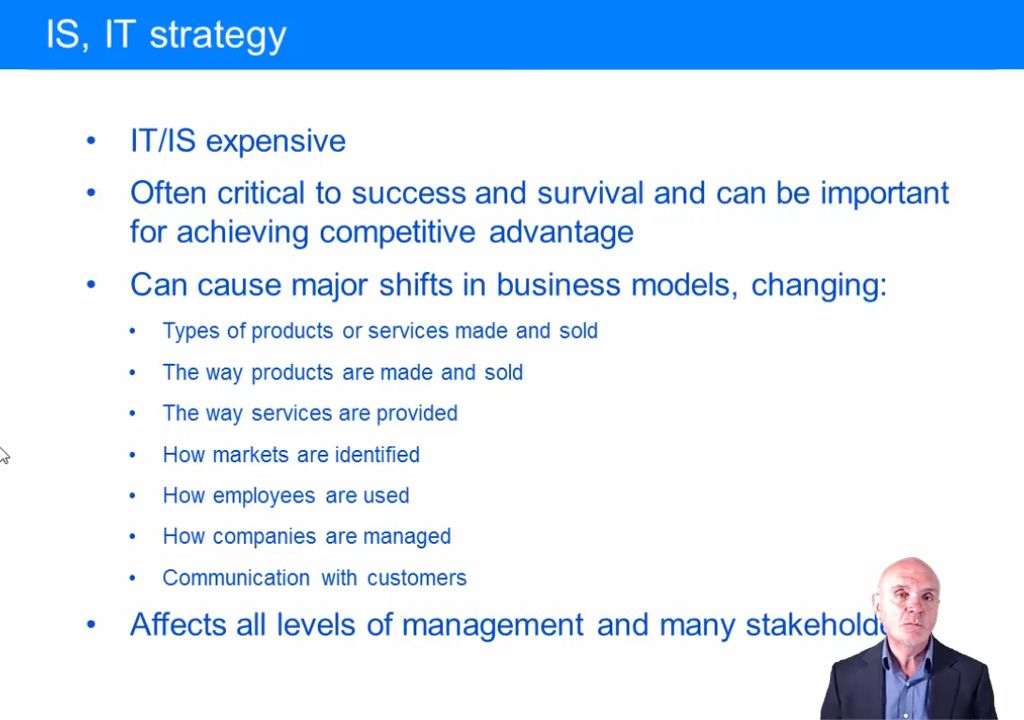 IS, IT strategy
• IT/IS expensive
• Often critical to success and survival and can be important
for achieving competitive advantage
• Can cause major shifts in business models, changing:
• Types of products or services made and sold
• The way products are made and sold
• The way services are provided
• How markets are identified
• How employees are used
• How companies are managed
• Communication with customers
• Affects all levels of management and many